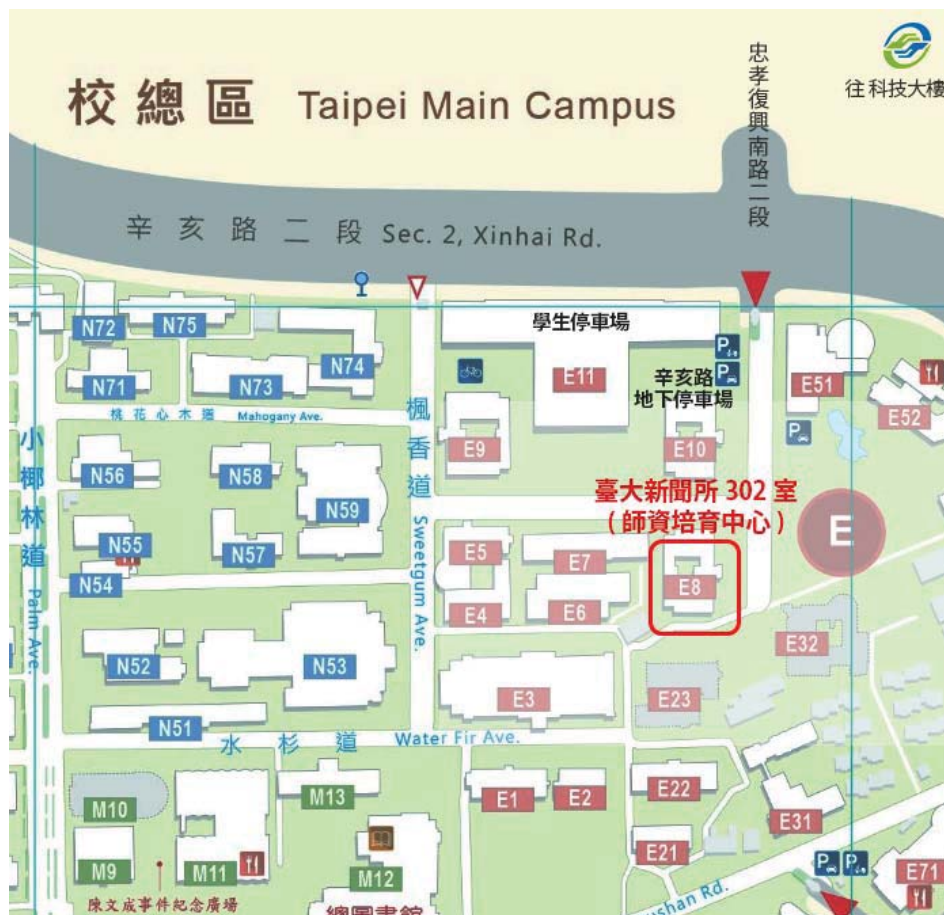 校總區 Taipei Main Campus
忠孝復興南路二段
往科技大樓
辛亥路二段 Sec. 2, Xinhai Rd.
N72
N75
學生停車場
N71
N73
N74
E11
辛亥路
地下停車場
P
P
E51
E52
P
桃花心木道 Mahogany Ave.
楓香道
Sweetgum Ave.
小椰林道
Palm Ave.
E9
E10
N56
N58
N59
臺大新聞所 302 室
(師資培育中心)
E
N55
N57
E5
E7
E8
N54
E4
E6
E32
N52
N53
E3
E23
N51
水杉道 Water Fir Ave.
M13
E1
E2
E22
M10
E31
M9
M11
M12
E21
P
P
E71
陳文成事件紀念廣場
總圖書館
ushan Rd.